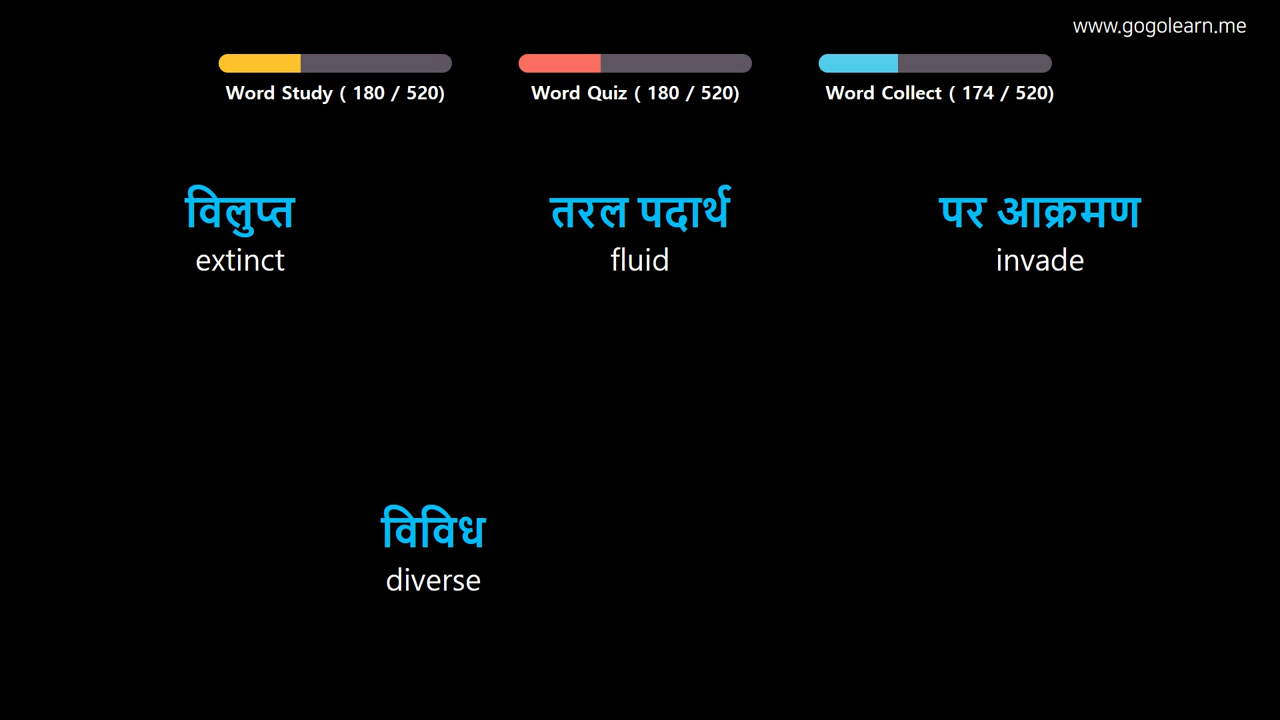 www.gogolearn.me
Word Study ( 180 / 520)
Word Quiz ( 180 / 520)
Word Collect ( 174 / 520)
विलुप्त
extinct
तरल पदार्थ
fluid
पर आक्रमण
invade
विविध
diverse